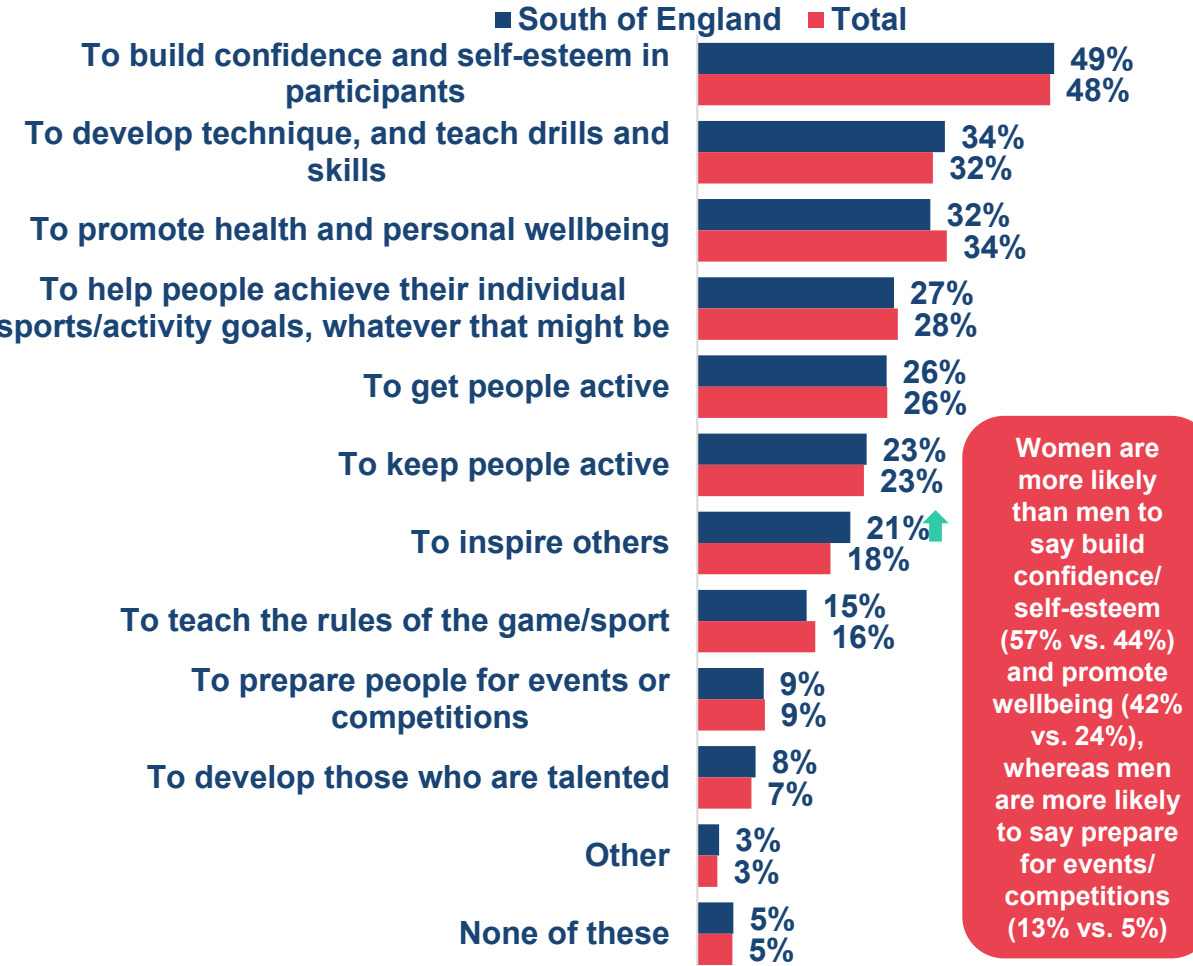 South of England Total
To build confidence and self-esteem in
participants
49%
48%
To develop technique, and teach drills and
skills
34%
32%
To promote health and personal wellbeing
32%
34%
To help people achieve their individual
sports/activity goals, whatever that might be
27%
28%
To get people active
26%
26%
To keep people active
23%
23%
To inspire others
21%
18%
To teach the rules of the game/sport
15%
16%
To prepare people for events or
competitions
9%
9%
To develop those who are talented
8%
7%
Other
3%
3%
None of these
5%
5%
Women are
more likely
than men to
say build
confidence/
self-esteem
(57% vs. 44%)
and promote
wellbeing (42%
vs. 24%),
whereas men
are more likely
to say prepare
for events/
competitions
(13% vs. 5%)